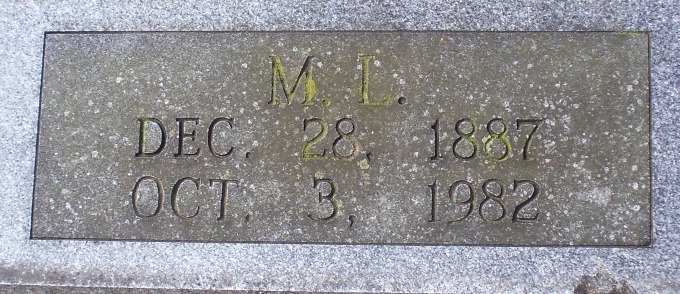 M. L.
DEC. 28, 1887
OCT. 3, 1982